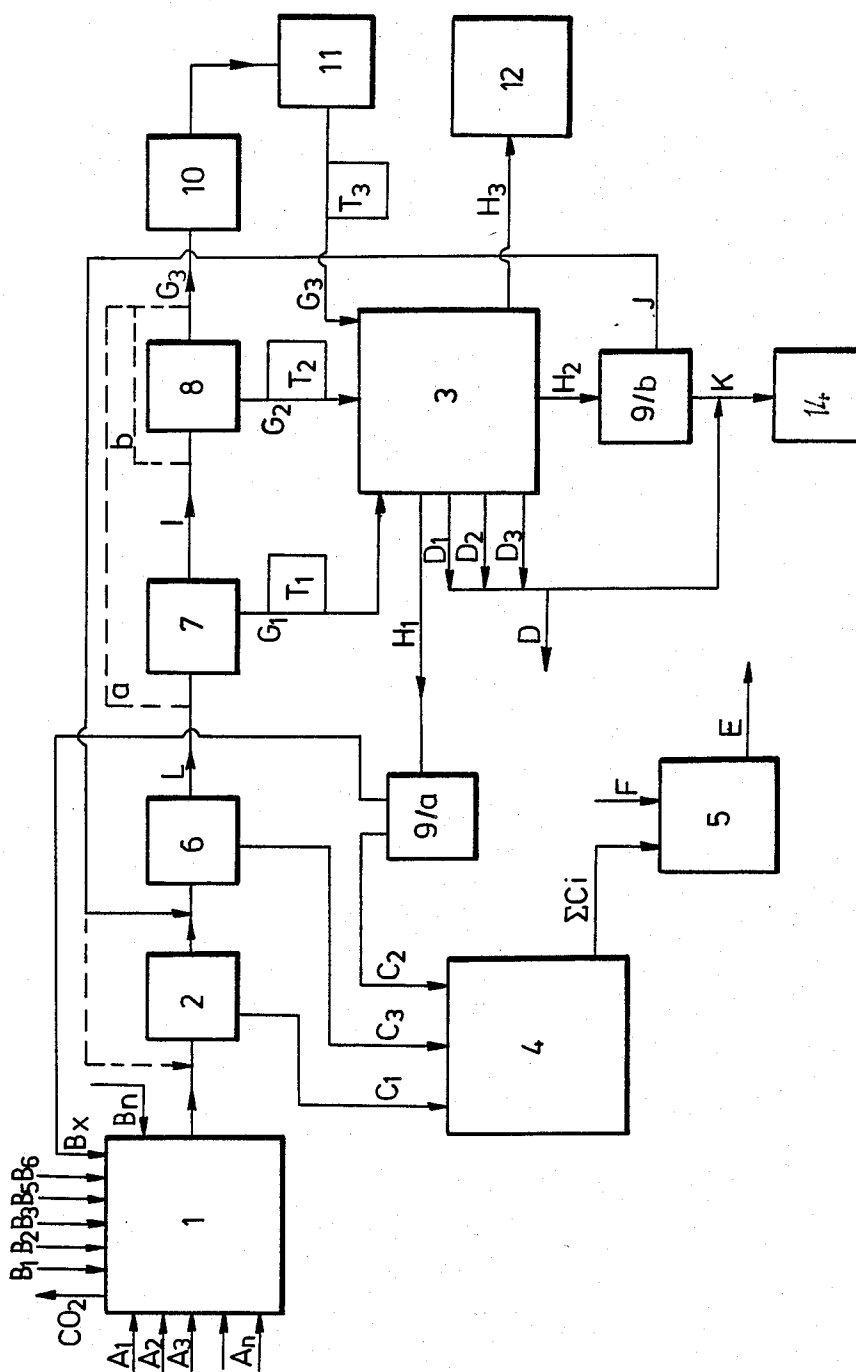 A1
A2
A3
An
CO2
B1 B2 B3 B5 B6
Bx
Bn
1
2
6
L
a
7
I
b
8
G3
10
11
G1
T1
G2
T2
G3
T3
C1
C3
C2
4
ΣCi
F
5
E
9/a
H1
D1
D2
D3
D
3
H3
12
H2
9/b
J
K
14